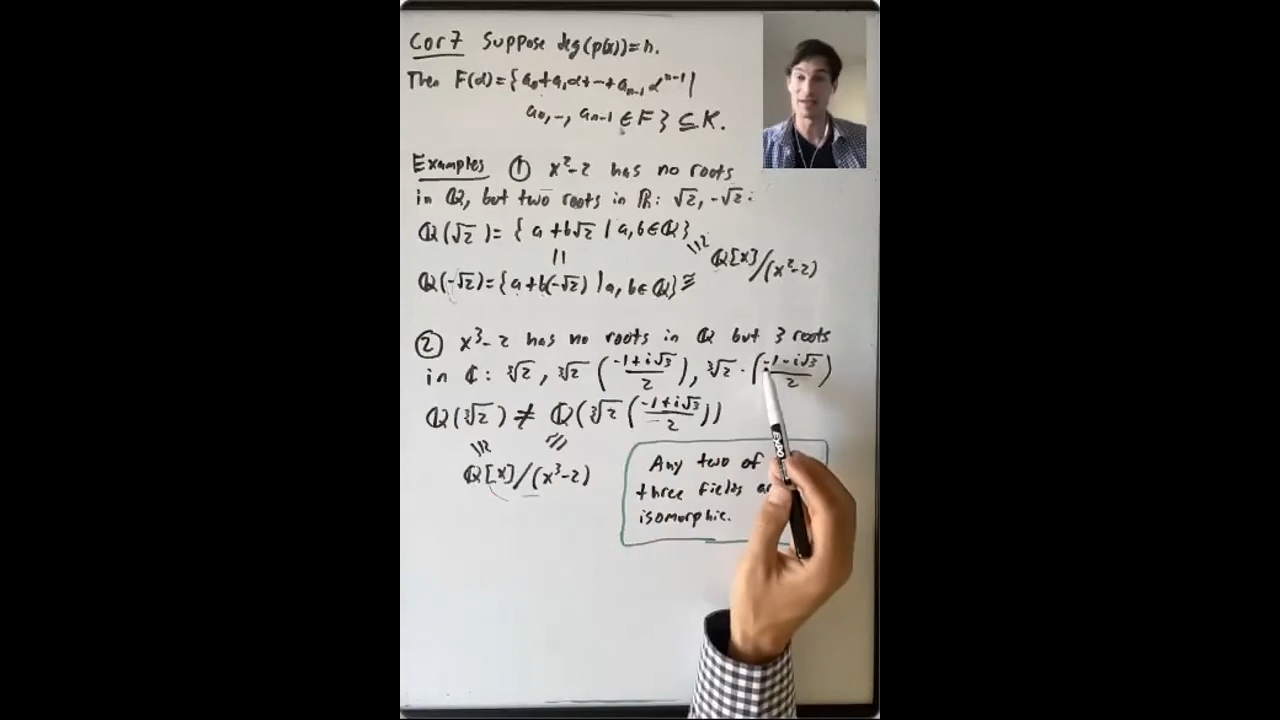 Cor 7 Suppose deg(p(x))=n.
Then F(α)={a₀+a₁α+⋯+aₙ₋₁αⁿ⁻¹|
a₀,…,aₙ₋₁∈F}⊆K.
Examples ① x²-2 has no roots
in ℚ, but two roots in ℝ: √2, -√2:
ℚ(√2)={a+b√2 | a,b∈ℚ}
=
≅ ℚ[x]/(x²-2)
ℚ(-√2)={a+b(-√2) | a,b∈ℚ} ≅
② x³-2 has no roots in ℚ but 3 roots
in ℂ: ∛2, ∛2((-1+i√3)/2), ∛2·((-1-i√3)/2)
ℚ(∛2) ≠ ℚ(∛2((-1+i√3)/2))
≅ ≅
ℚ[x]/(x³-2)
Any two of
three fields
isomorphic.
EXPO